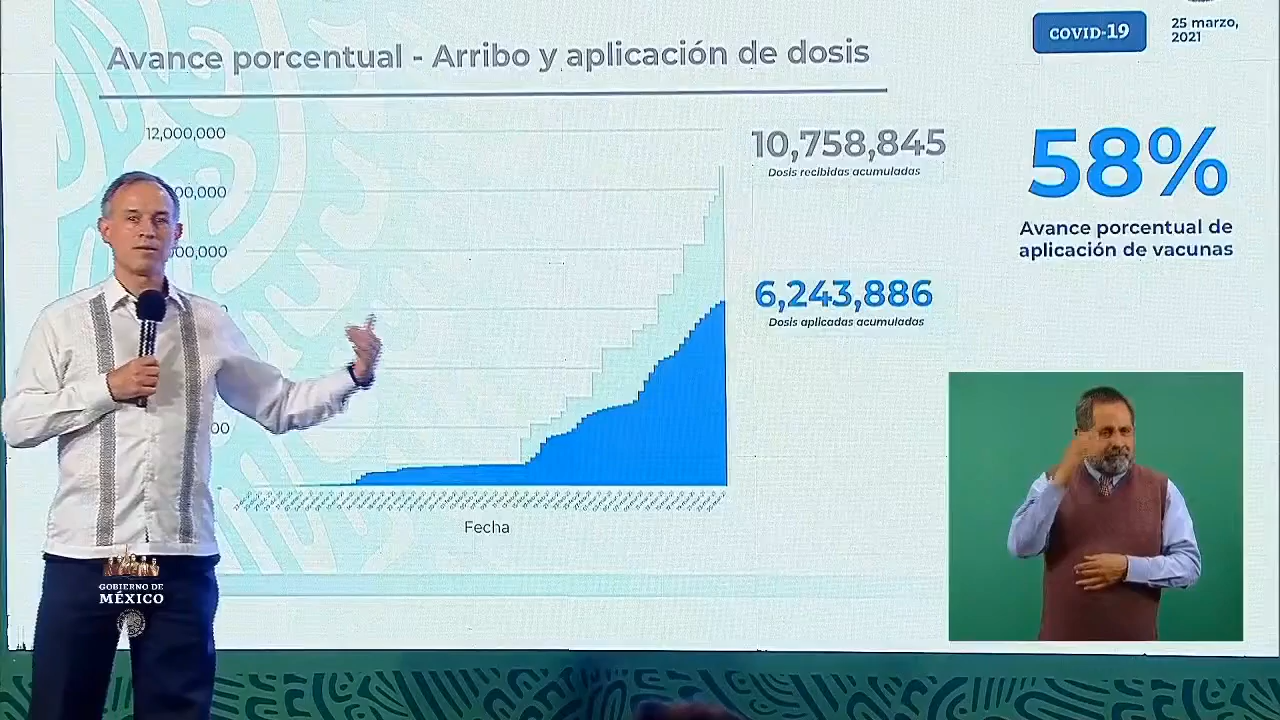 COVID-19
25 marzo,
2021
Avance porcentual - Arribo y aplicación de dosis
12,000,000
10,758,845
Dosis recibidas acumuladas
58%
Avance porcentual de
aplicación de vacunas
6,243,886
Dosis aplicadas acumuladas
Fecha
GOBIERNO DE
MÉXICO